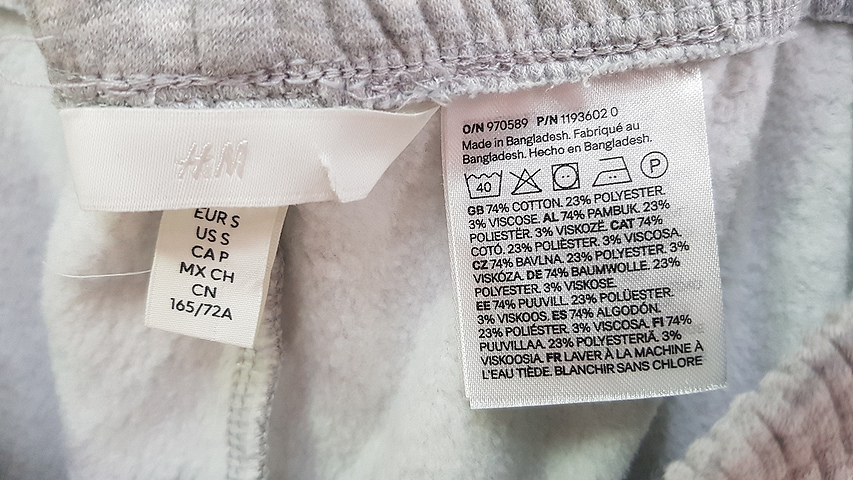 H&M
EUR S
US S
CA P
MX CH
CN
165/72A
O/N 970589 P/N 1193602 0
Made in Bangladesh. Fabriqué au
Bangladesh. Hecho en Bangladesh.
40 P
GB 74% COTTON. 23% POLYESTER.
3% VISCOSE. AL 74% PAMBUK. 23%
POLIESTËR. 3% VISKOZË. CAT 74%
COTÓ. 23% POLIÈSTER. 3% VISCOSA.
CZ 74% BAVLNA. 23% POLYESTER. 3%
VISKÓZA. DE 74% BAUMWOLLE. 23%
POLYESTER. 3% VISKOSE.
EE 74% PUUVILL. 23% POLÜESTER.
3% VISKOOS. ES 74% ALGODÓN.
23% POLIÉSTER. 3% VISCOSA. FI 74%
PUUVILLAA. 23% POLYESTERIÄ. 3%
VISKOOSIA. FR LAVER À LA MACHINE À
L'EAU TIÈDE. BLANCHIR SANS CHLORE